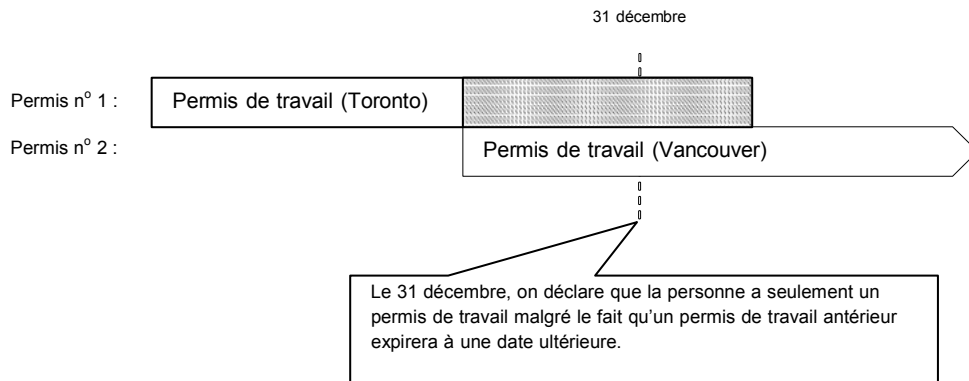 31 décembre
Permis nº 1 :
Permis de travail (Toronto)
Permis nº 2 :
Permis de travail (Vancouver)
Le 31 décembre, on déclare que la personne a seulement un
permis de travail malgré le fait qu'un permis de travail antérieur
expirera à une date ultérieure.